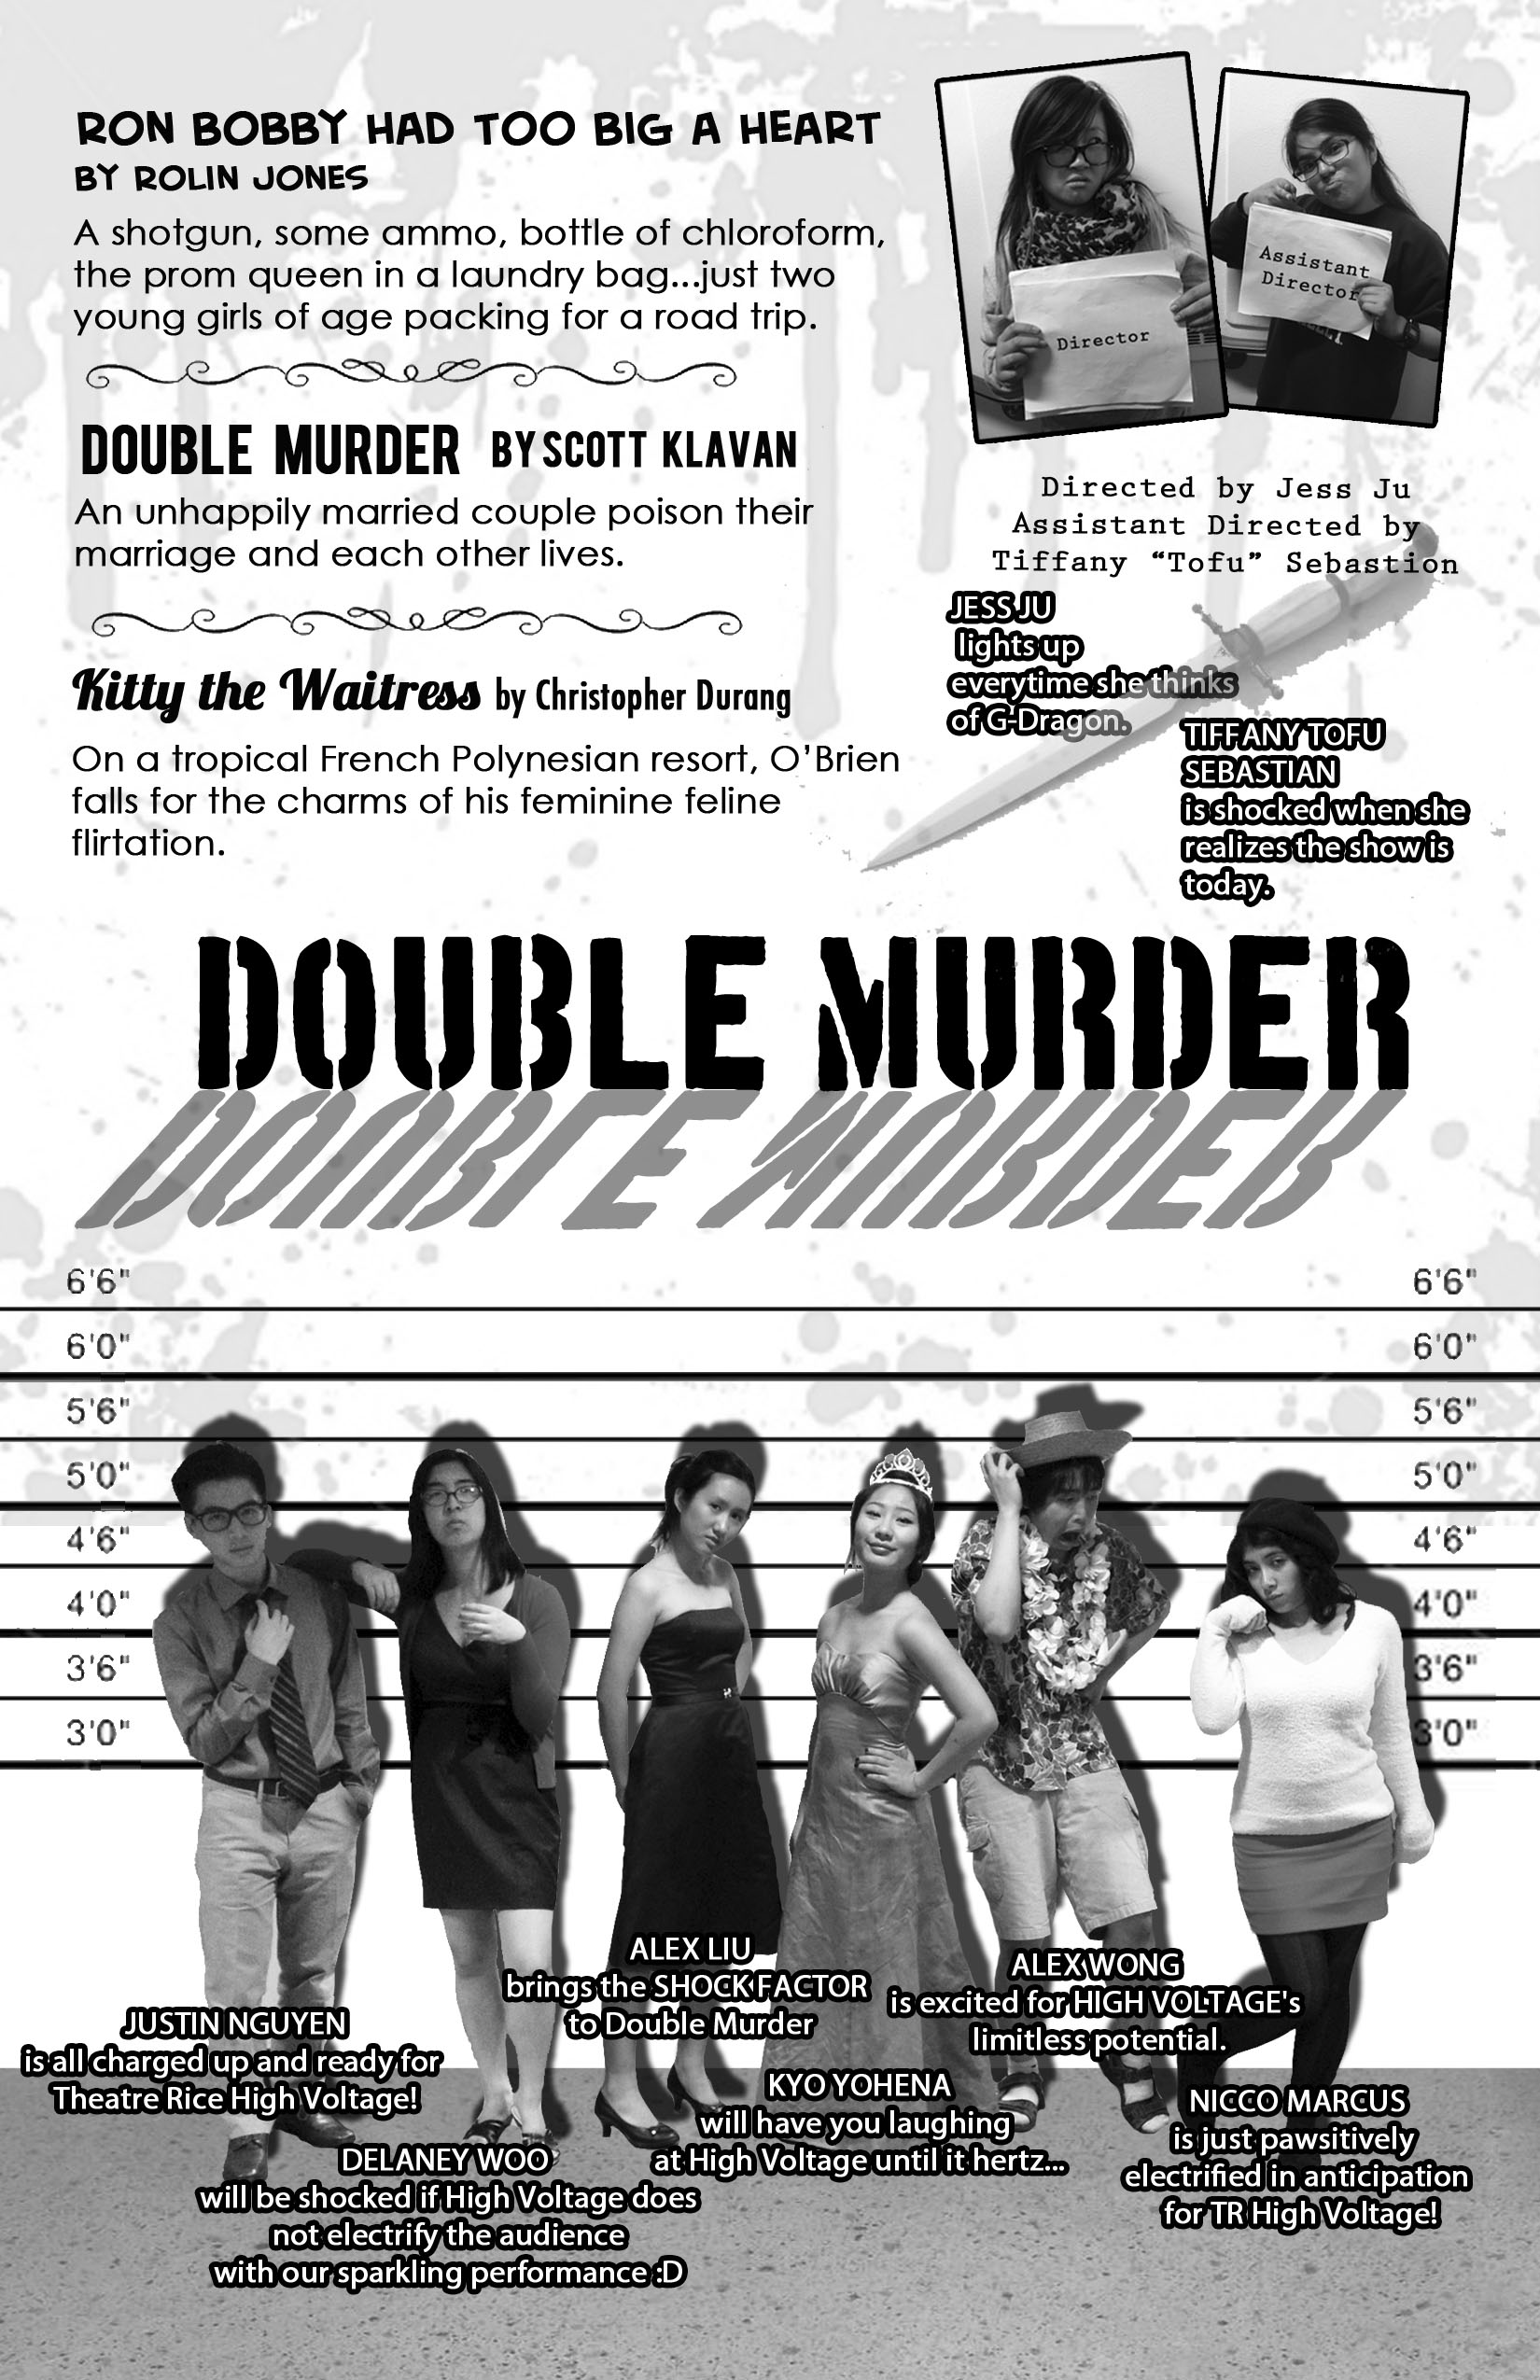 RON BOBBY HAD TOO BIG A HEART
BY ROLIN JONES
A shotgun, some ammo, bottle of chloroform,
the prom queen in a laundry bag...just two
young girls of age packing for a road trip.
DOUBLE MURDER BY SCOTT KLAVAN
An unhappily married couple poison their
marriage and each other lives.
Kitty the Waitress by Christopher Durang
On a tropical French Polynesian resort, O'Brien
falls for the charms of his feminine feline
flirtation.
Director
Assistant
Director
Directed by Jess Ju
Assistant Directed by
Tiffany “Tofu” Sebastion
JESS JU
lights up
everytime she thinks
of G-Dragon.
TIFFANY TOFU
SEBASTIAN
is shocked when she
realizes the show is
today.
DOUBLE MURDER
DOUBLE MURDER
6'6" 6'6"
6'0" 6'0"
5'6" 5'6"
5'0" 5'0"
4'6" 4'6"
4'0" 4'0"
3'6" 3'6"
3'0" 3'0"
JUSTIN NGUYEN
is all charged up and ready for
Theatre Rice High Voltage!
DELANEY WOO
will be shocked if High Voltage does
not electrify the audience
with our sparkling performance :D
ALEX LIU
brings the SHOCK FACTOR
to Double Murder
KYO YOHENA
will have you laughing
at High Voltage until it hertz...
ALEX WONG
is excited for HIGH VOLTAGE's
limitless potential.
NICCO MARCUS
is just pawsitively
electrified in anticipation
for TR High Voltage!